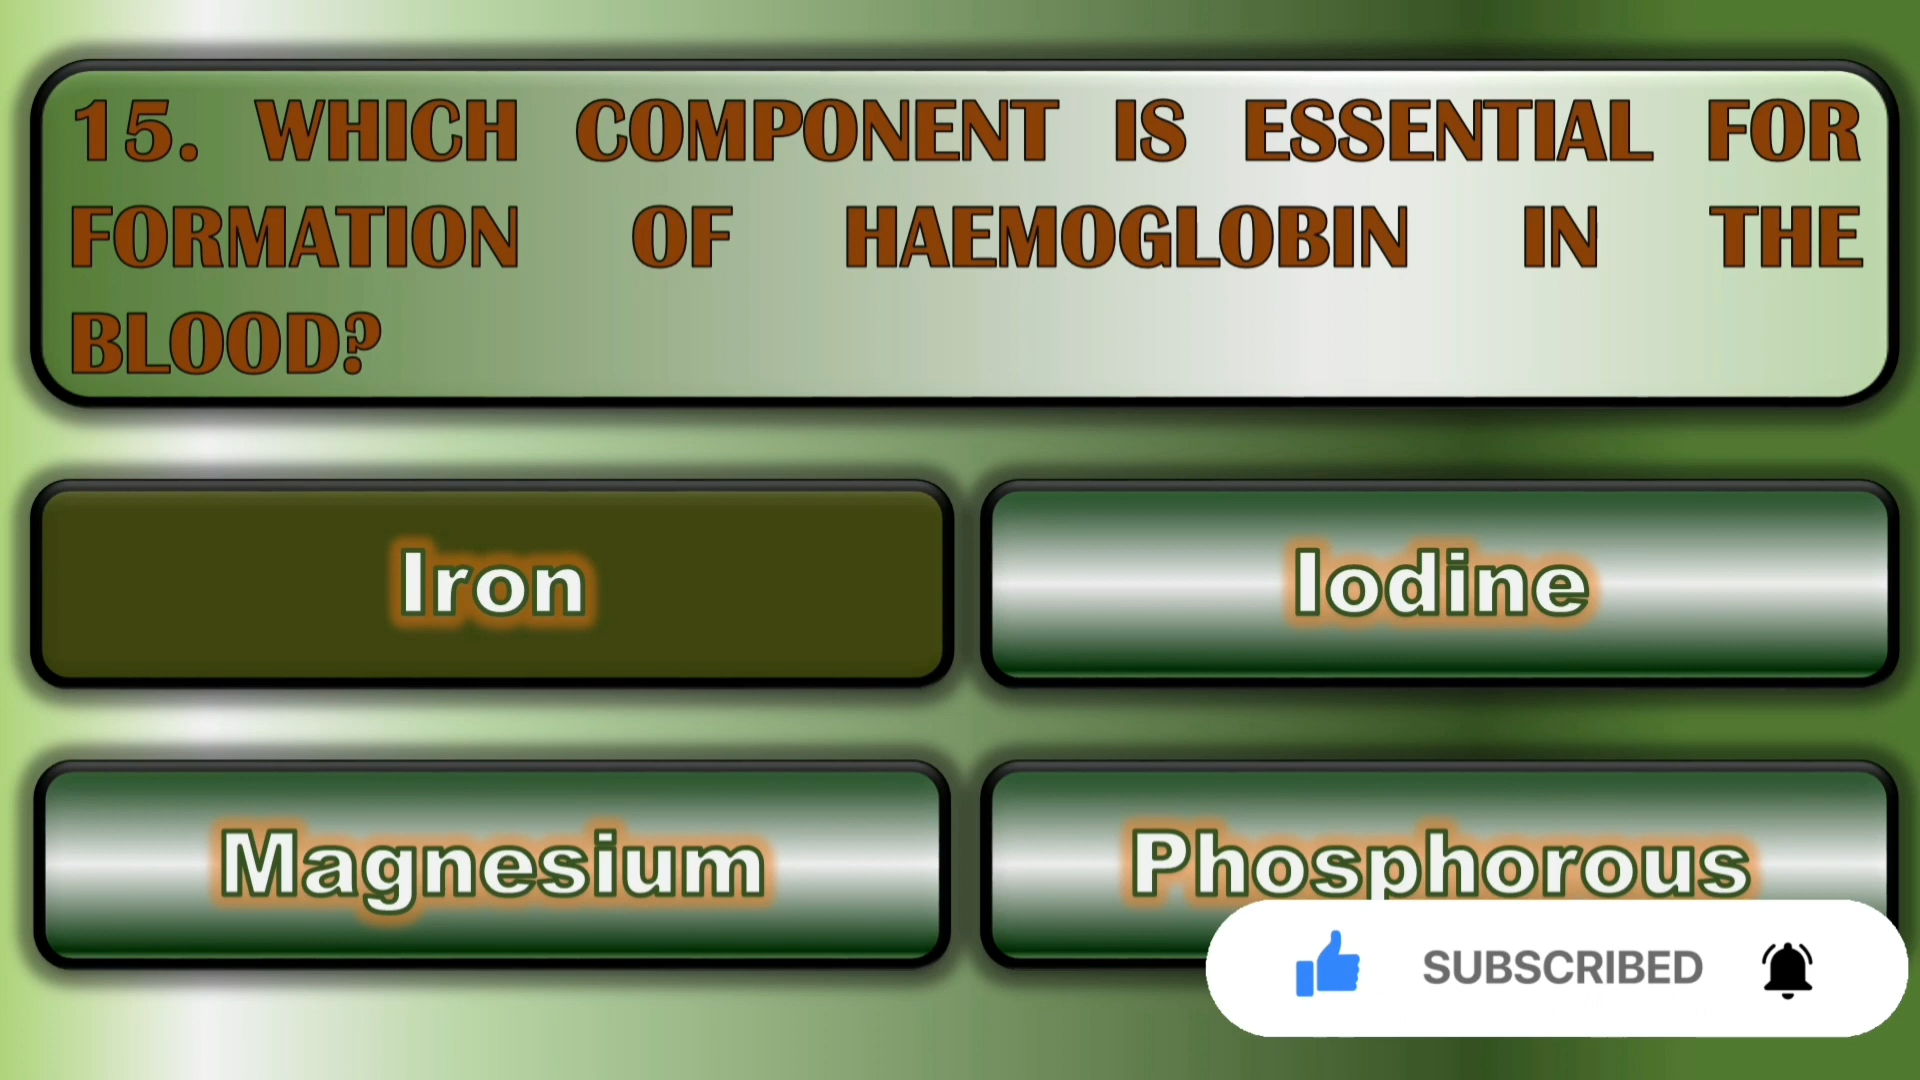 15. WHICH COMPONENT IS ESSENTIAL FOR
FORMATION OF HAEMOGLOBIN IN THE
BLOOD?
Iron
Iodine
Magnesium
Phosphorous
SUBSCRIBED